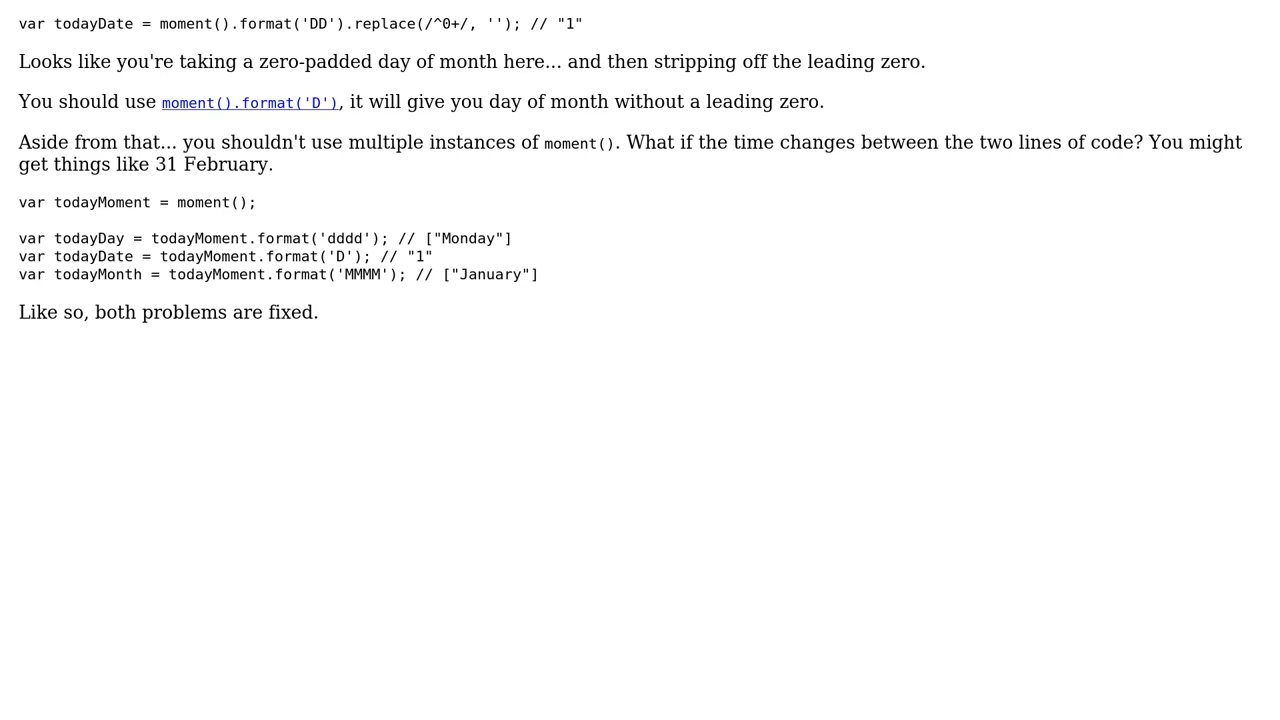 var todayDate = moment().format('DD').replace(/^0+/, ''); // "1"
Looks like you're taking a zero-padded day of month here... and then stripping off the leading zero.
You should use moment().format('D'), it will give you day of month without a leading zero.
Aside from that... you shouldn't use multiple instances of moment(). What if the time changes between the two lines of code? You might
get things like 31 February.
var todayMoment = moment();
var todayDay = todayMoment.format('dddd'); // ["Monday"]
var todayDate = todayMoment.format('D'); // "1"
var todayMonth = todayMoment.format('MMMM'); // ["January"]
Like so, both problems are fixed.